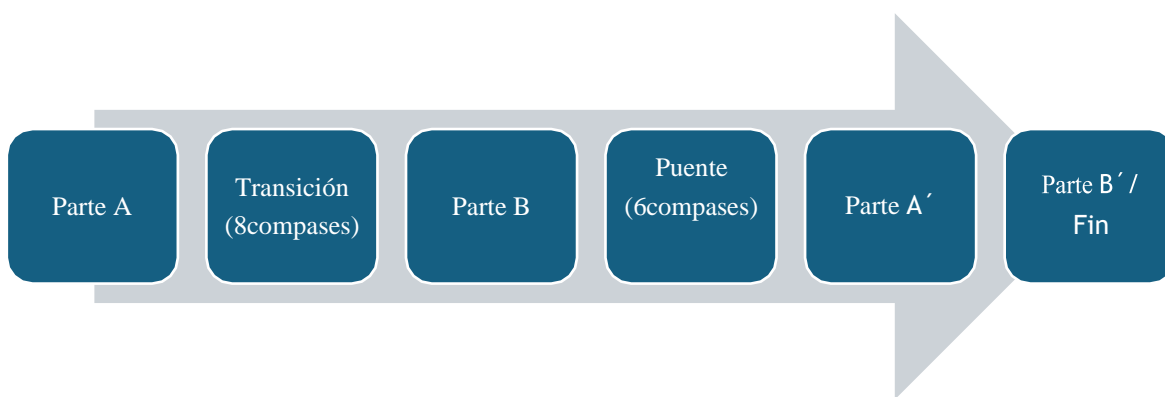 Parte A
Transición
(8compases)
Parte B
Puente
(6compases)
Parte A´
Parte B´ /
Fin